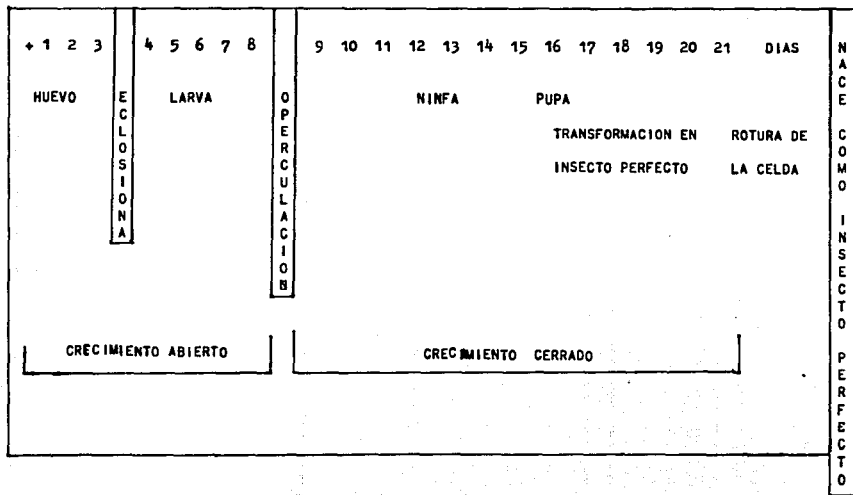 + 1 2 3 4 5 6 7 8 9 10 11 12 13 14 15 16 17 18 19 20 21 DIAS
HUEVO LARVA NINFA PUPA
TRANSFORMACION EN ROTURA DE
INSECTO PERFECTO LA CELDA
ECLOSIONA
OPERCULACION
CRECIMIENTO ABIERTO CRECIMIENTO CERRADO
NACE COMO INSECTO PERFECTO